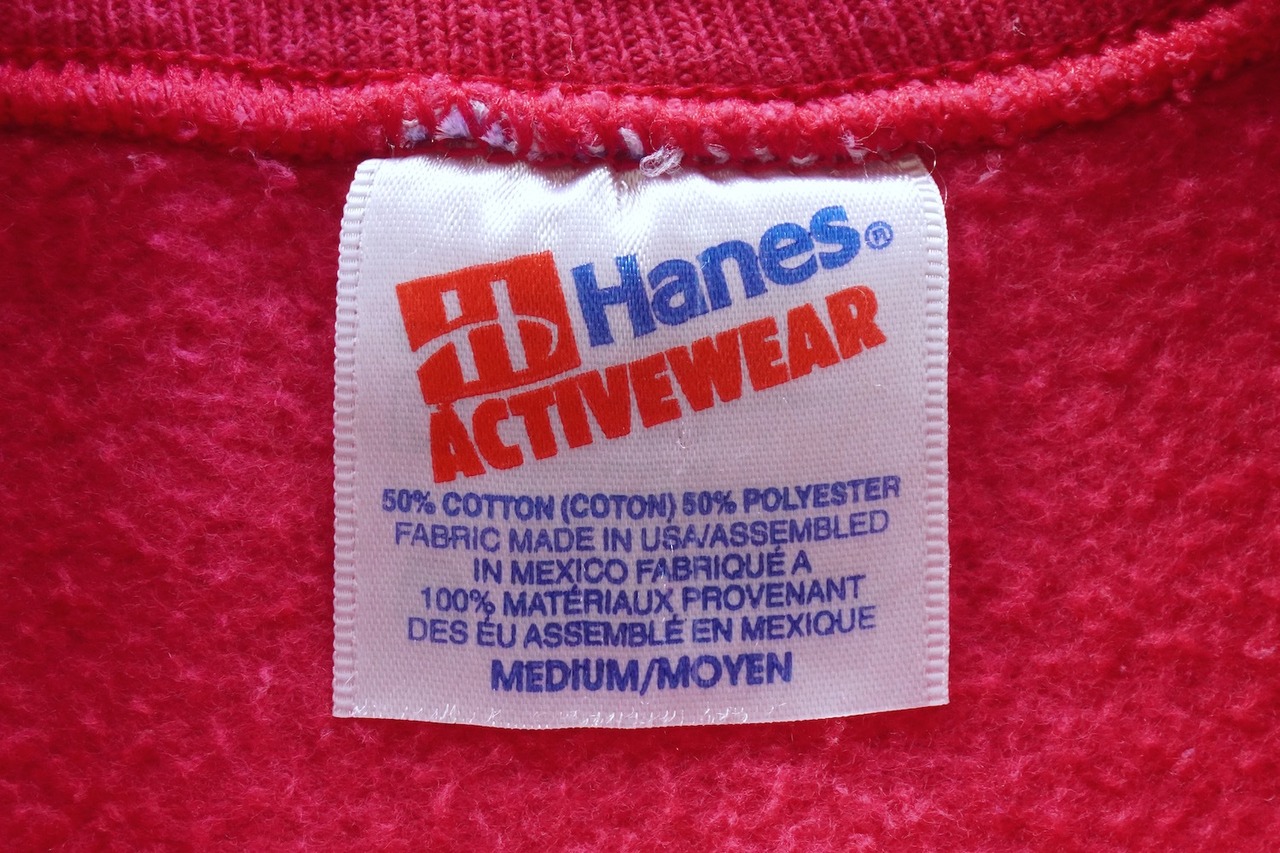 Hanes®
ACTIVEWEAR
50% COTTON (COTON) 50% POLYESTER
FABRIC MADE IN USA/ASSEMBLED
IN MEXICO FABRIQUÉ A
100% MATÉRIAUX PROVENANT
DES ÉU ASSEMBLÉ EN MEXIQUE
MEDIUM/MOYEN